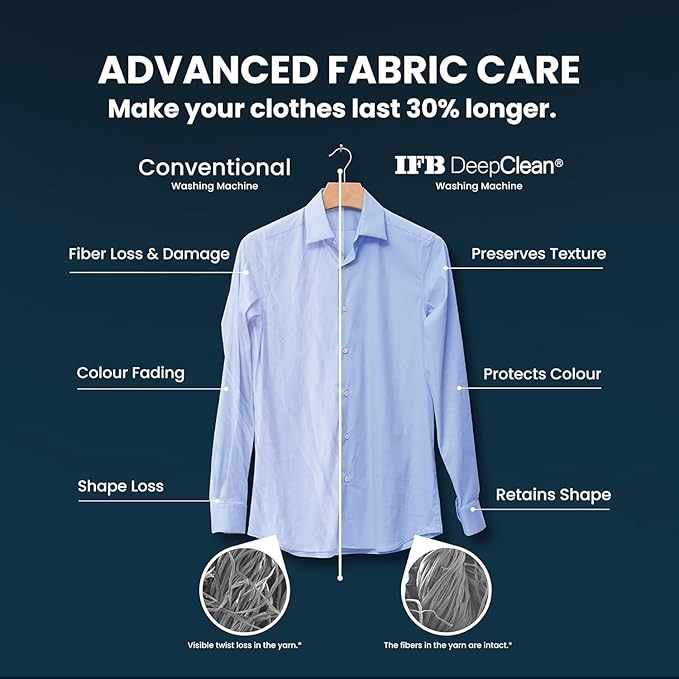 ADVANCED FABRIC CARE
Make your clothes last 30% longer.
Conventional
Washing Machine
IFB DeepClean®
Washing Machine
Fiber Loss & Damage
Preserves Texture
Colour Fading
Protects Colour
Shape Loss
Retains Shape
Visible twist loss in the yarn.*
The fibers in the yarn are intact.*